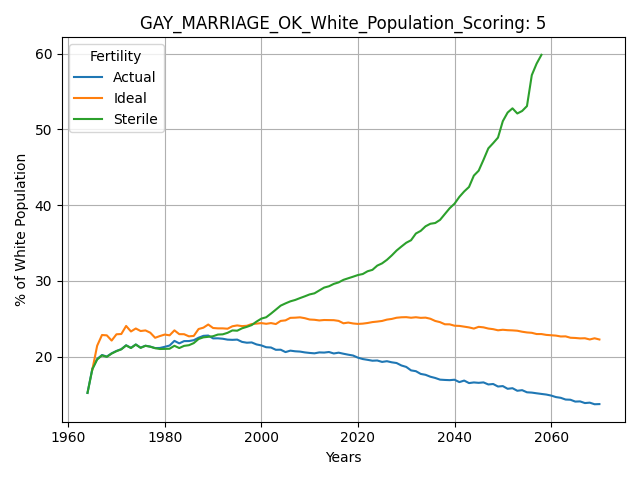 GAY_MARRIAGE_OK_White_Population_Scoring: 5
Fertility
Actual
Ideal
Sterile
% of White Population
60
50
40
30
20
1960
1980
2000
2020
2040
2060
Years